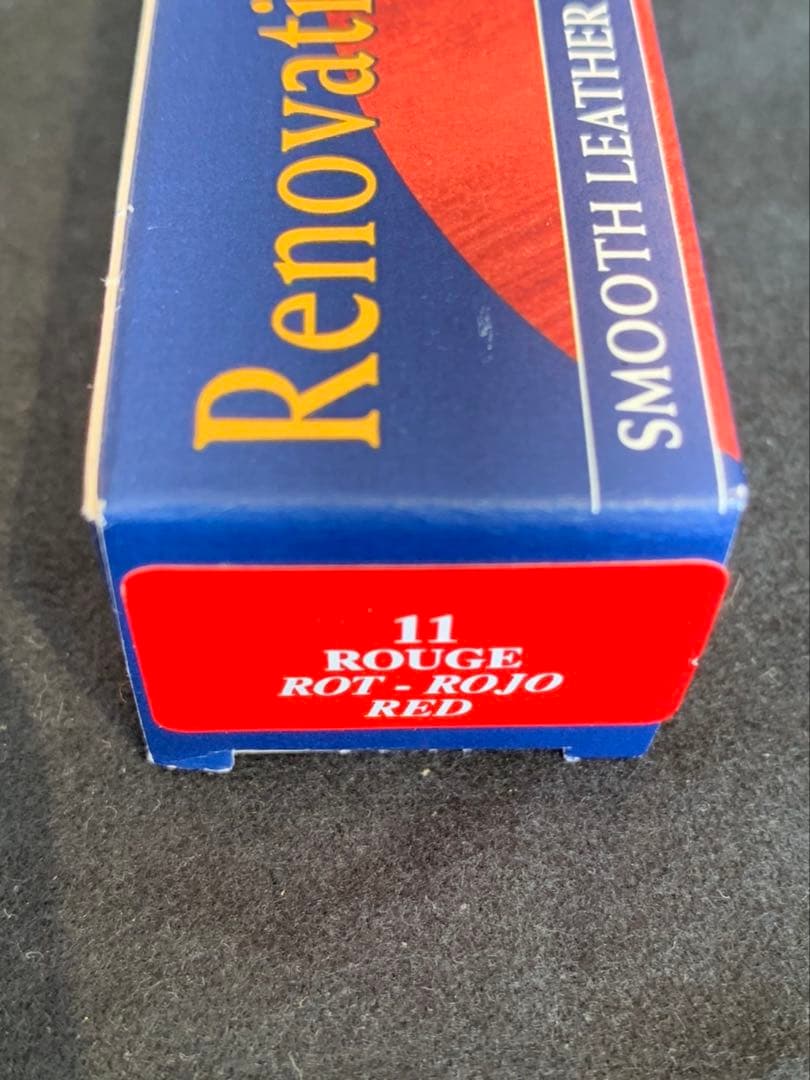 Renovati
SMOOTH LEATHER
11
ROUGE
ROT - ROJO
RED